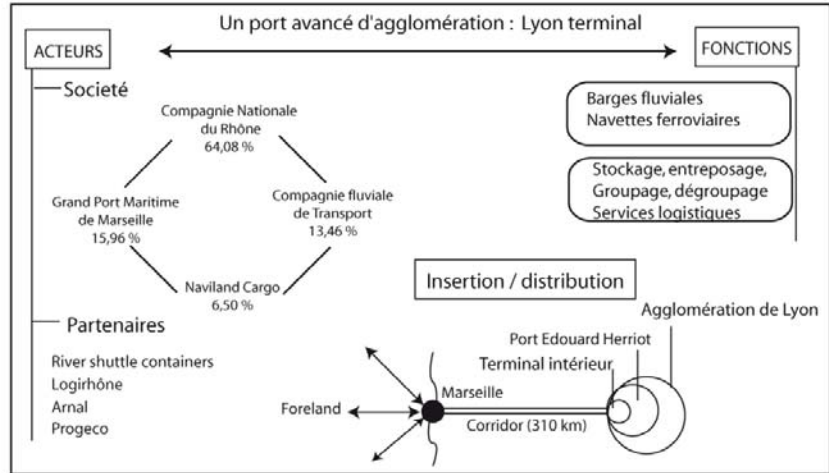 Un port avancé d'agglomération : Lyon terminal
ACTEURS
FONCTIONS
Societé
Compagnie Nationale
du Rhône
64,08 %
Grand Port Maritime
de Marseille
15,96 %
Compagnie fluviale
de Transport
13,46 %
Naviland Cargo
6,50 %
Partenaires
River shuttle containers
Logirhône
Arnal
Progeco
Barges fluviales
Navettes ferroviaires
Stockage, entreposage,
Groupage, dégroupage
Services logistiques
Insertion / distribution
Agglomération de Lyon
Port Edouard Herriot
Terminal intérieur
Marseille
Foreland
Corridor (310 km)